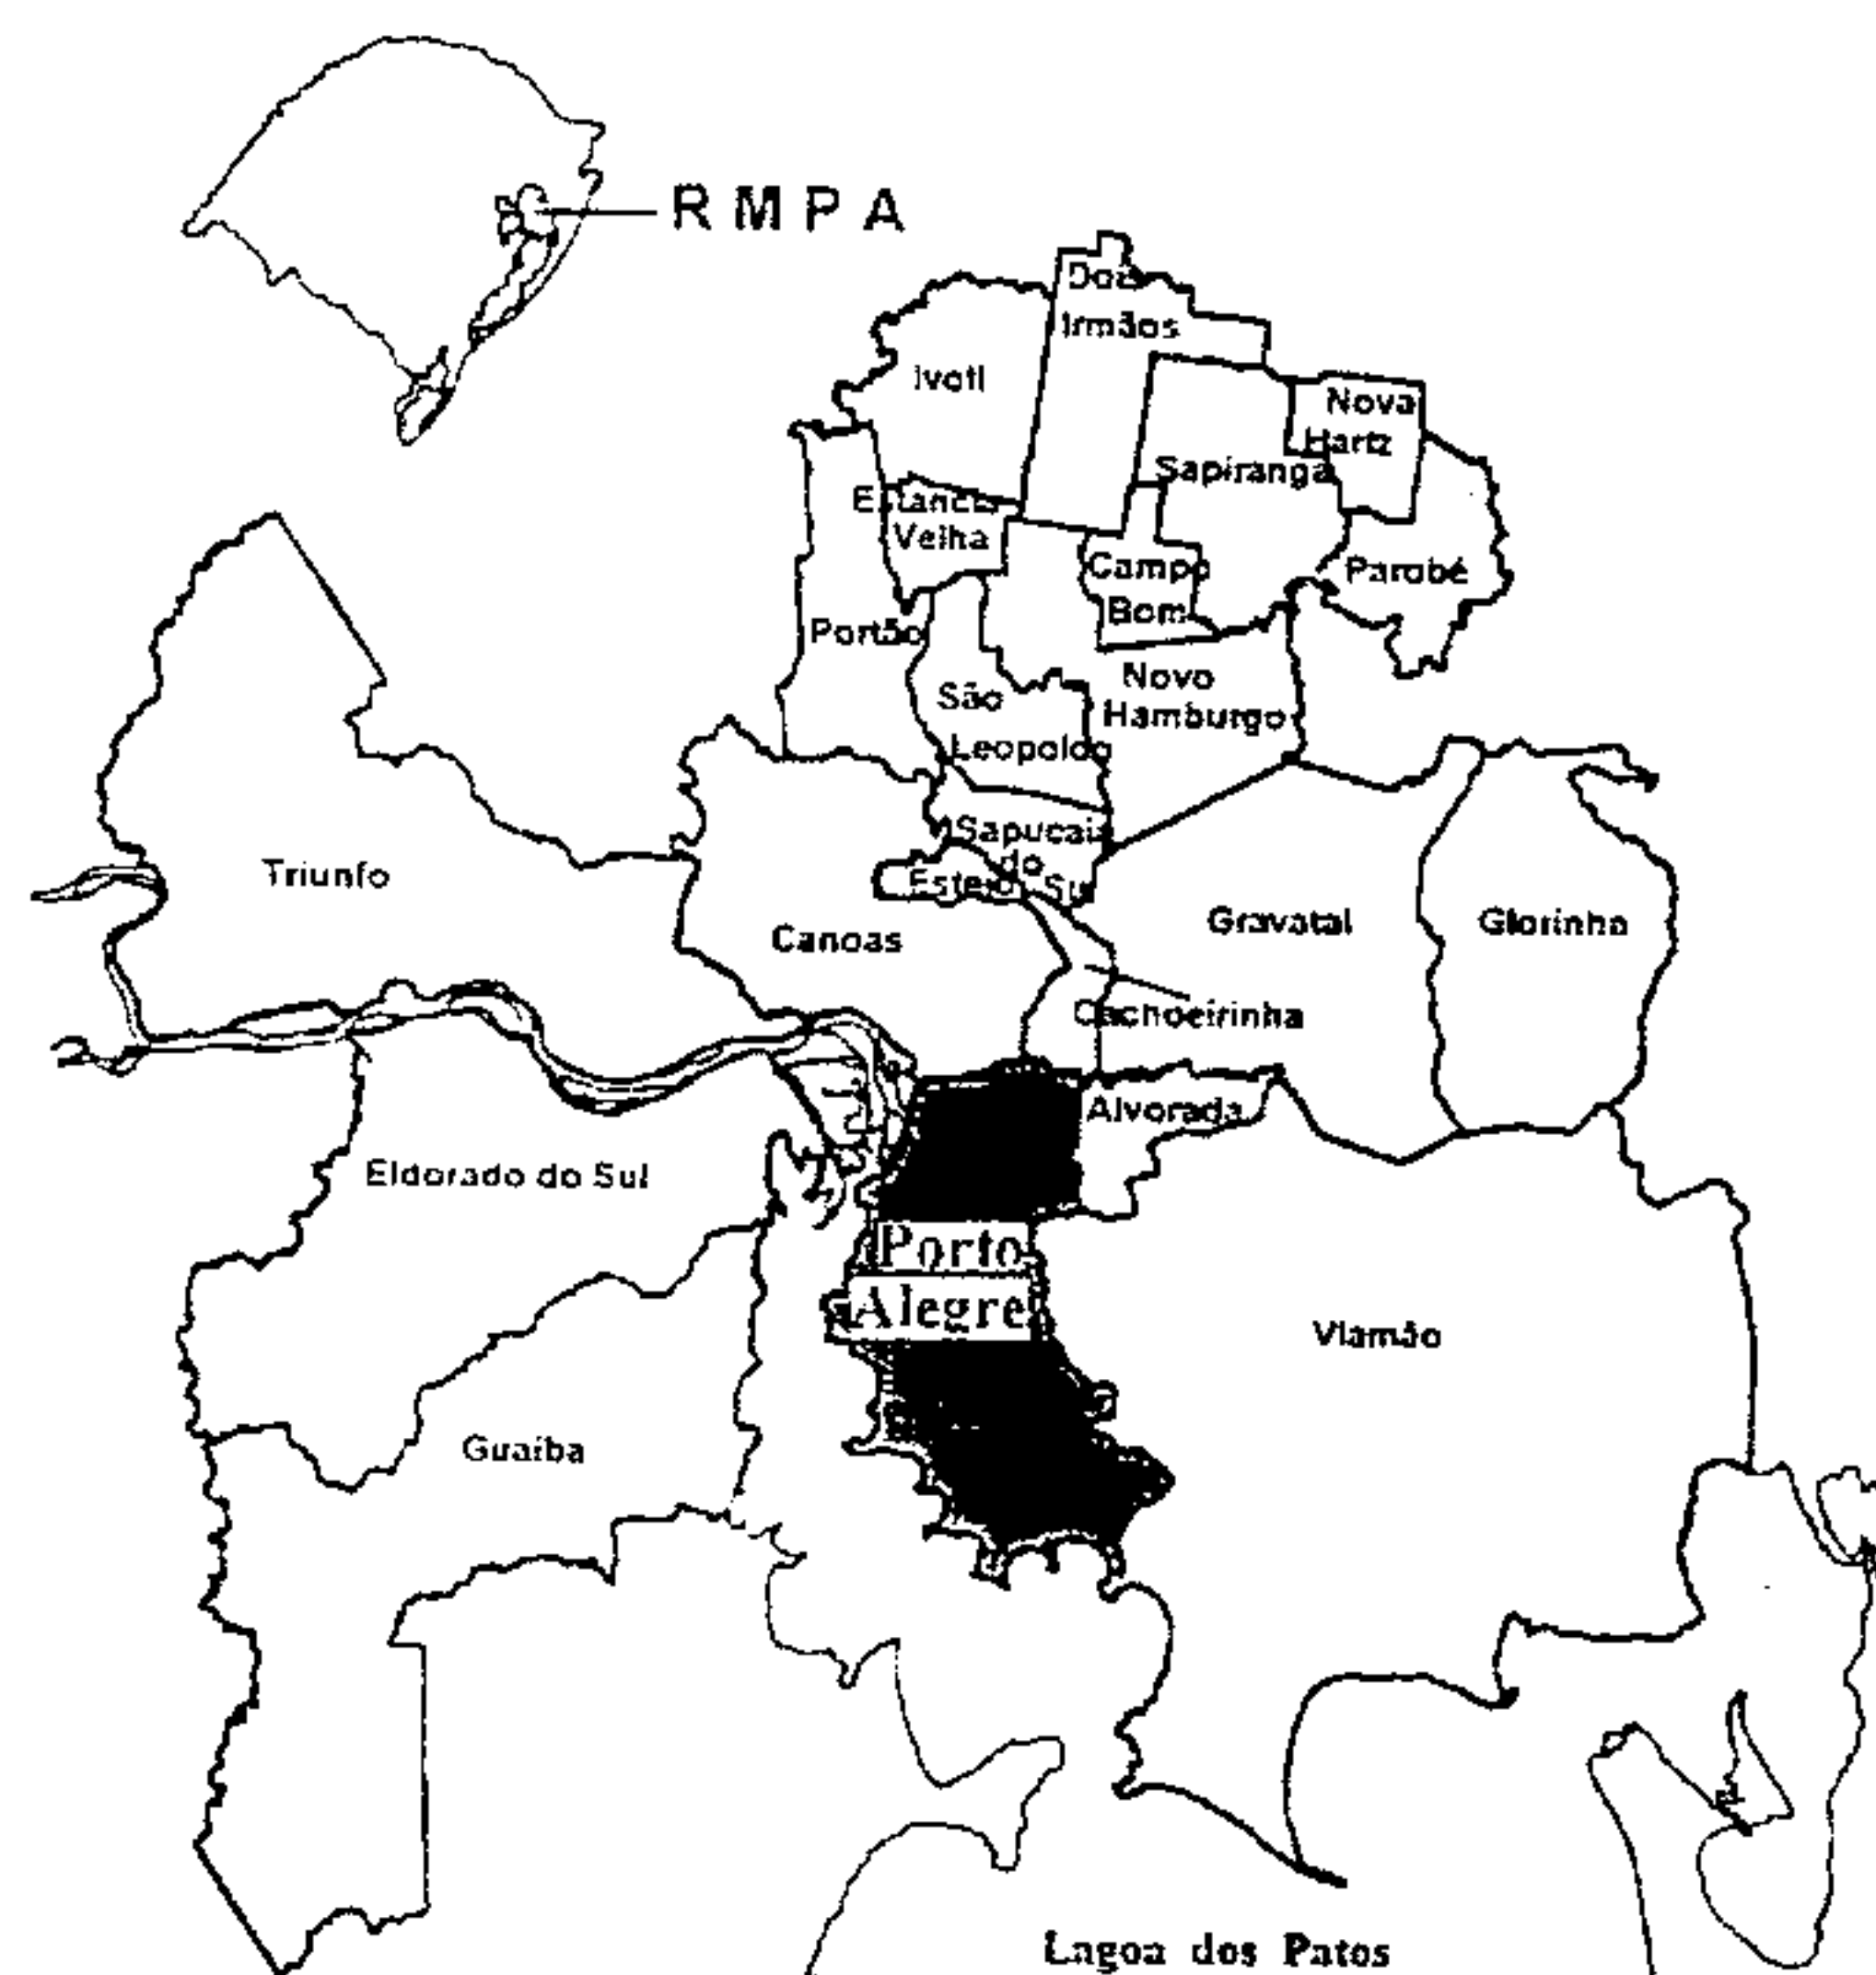 RMPA
Dois
Irmãos
Ivoti
Nova
Hartz
Sapiranga
Estancia
Velha
Campo
Bom
Parobé
Portão
Novo
Hamburgo
São
Leopoldo
Sapucaia
do
Sul
Esteio
Triunfo
Canoas
Gravataí
Glorinha
Cachoeirinha
Alvorada
Eldorado do Sul
Porto
Alegre
Viamão
Guaíba
Lagoa dos Patos